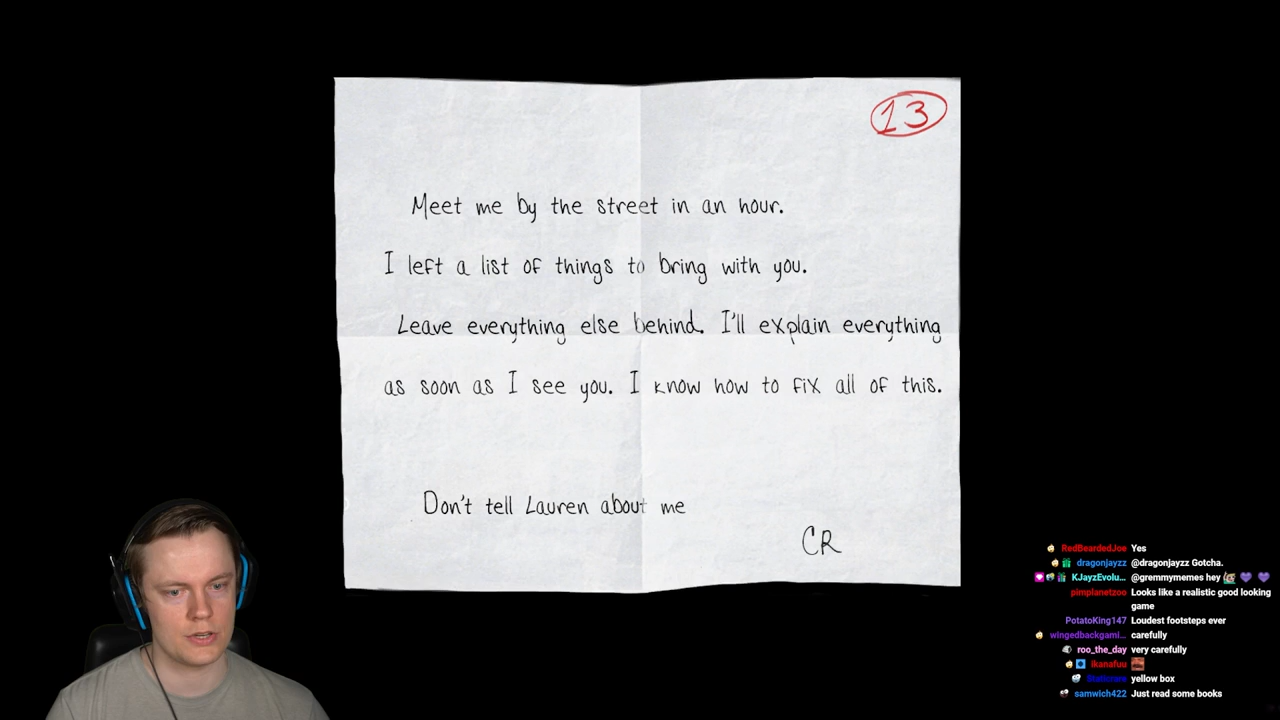 13
Meet me by the street in an hour.
I left a list of things to bring with you.
Leave everything else behind. I'll explain everything
as soon as I see you. I know how to fix all of this.
Don't tell Lauren about me
CR
RedBeardedJoe Yes
dragonjayzz @dragonjayzz Gotcha.
KJayzEvolu... @gremmymemes hey
pimplanetzoo Looks like a realistic good looking
game
PotatoKing147 Loudest footsteps ever
wingedbackgami... carefully
roo_the_day very carefully
ikanafuu
yellow box
samwich422 Just read some books